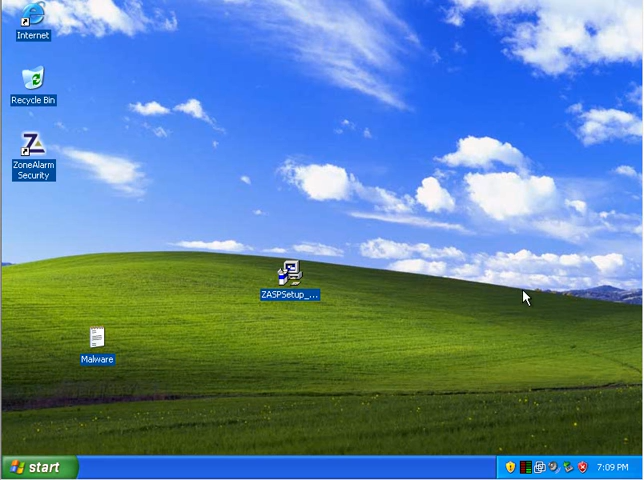 Internet
Recycle Bin
ZoneAlarm
Security
ZASPSetup_...
Malware
start
7:09 PM